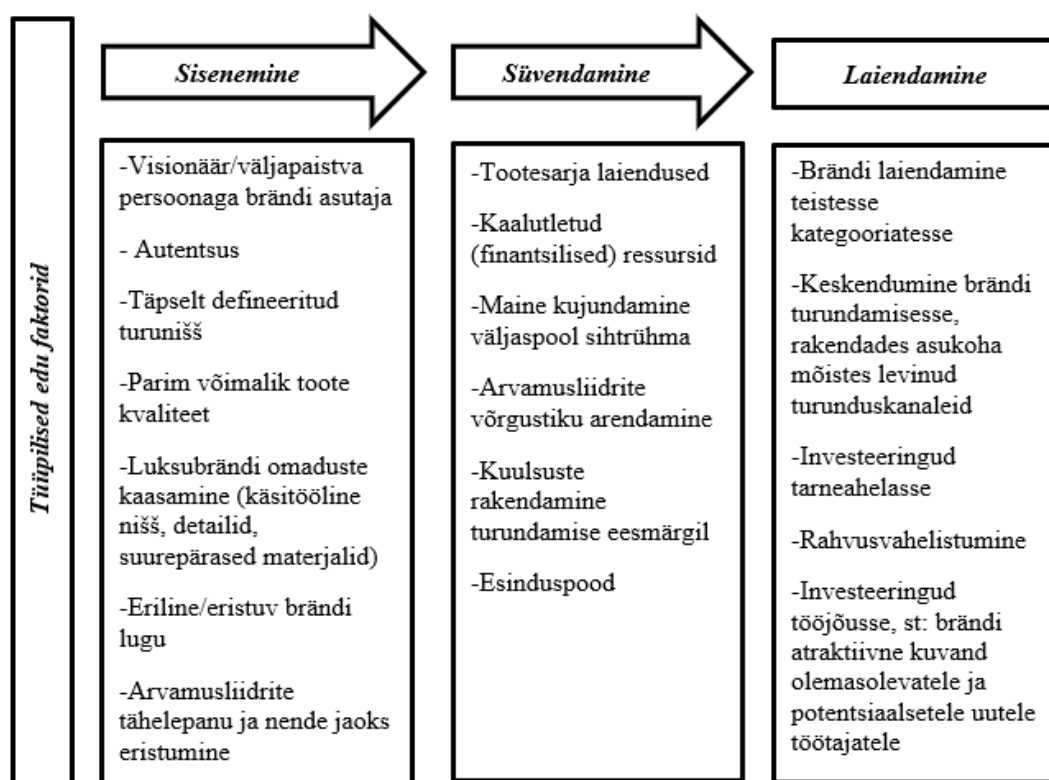 Tüüpilised edu faktorid
Sisenemine
-Visionäär/väljapaistva
persoonaga brändi asutaja
- Autentsus
-Täpselt defineeritud
turunišš
-Parim võimalik toote
kvaliteet
-Luksubrändi omaduste
kaasamine (käsitööline
nišš, detailid,
suurepärased materjalid)
-Eriline/eristuv brändi
lugu
-Arvamusliidrite
tähelepanu ja nende jaoks
eristumine
Süvendamine
-Tootesarja laiendused
-Kaalutletud
(finantsilised) ressursid
-Maine kujundamine
väljaspool sihtrühma
-Arvamusliidrite
võrgustiku arendamine
-Kuulsuste
rakendamine
turundamise eesmärgil
-Esinduspood
Laiendamine
-Brändi laiendamine
teistesse
kategooriatesse
-Keskendumine brändi
turundamisesse,
rakendades asukoha
mõistes levinud
turunduskanaleid
-Investeeringud
tarneahelasse
-Rahvusvahelistumine
-Investeeringud
tööjõusse, st: brändi
atraktiivne kuvand
olemasolevatele ja
potentsiaalsetele uutele
töötajatele